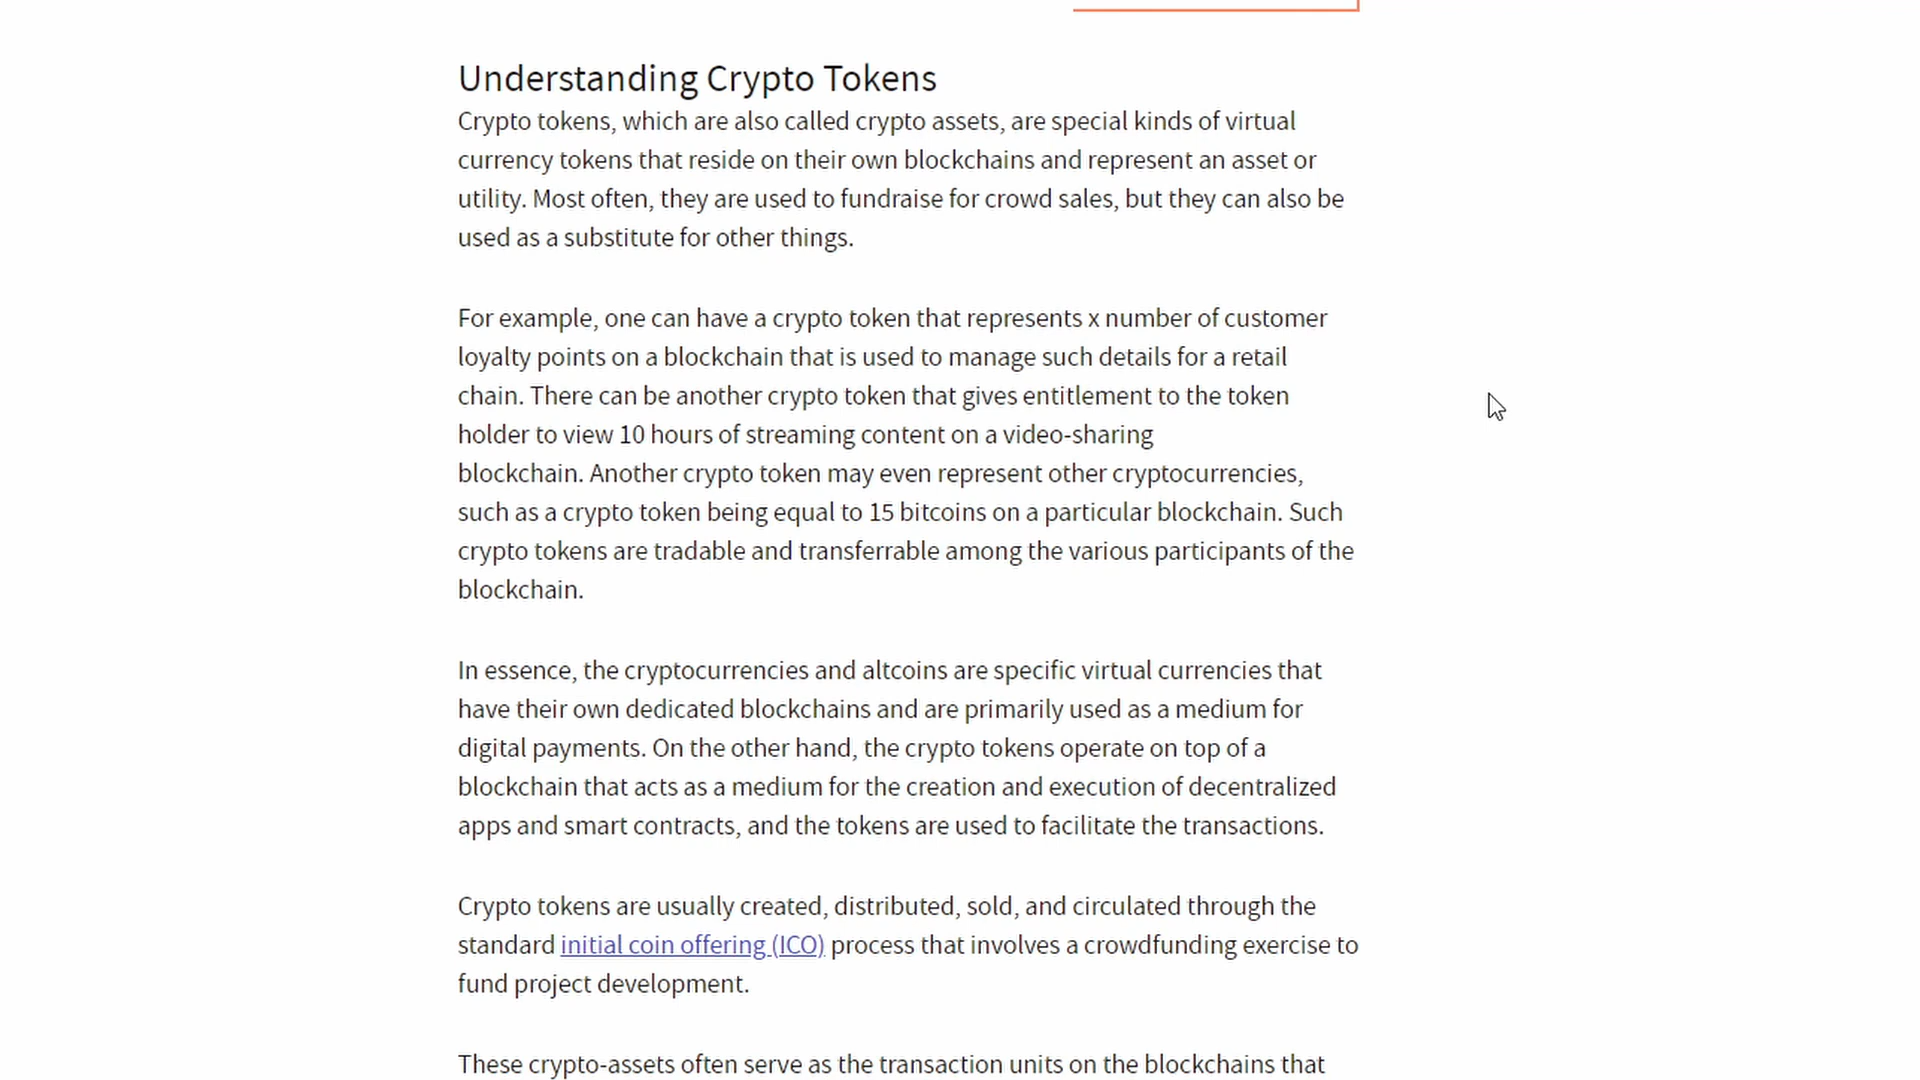 Understanding Crypto Tokens
Crypto tokens, which are also called crypto assets, are special kinds of virtual
currency tokens that reside on their own blockchains and represent an asset or
utility. Most often, they are used to fundraise for crowd sales, but they can also be
used as a substitute for other things.
For example, one can have a crypto token that represents x number of customer
loyalty points on a blockchain that is used to manage such details for a retail
chain. There can be another crypto token that gives entitlement to the token
holder to view 10 hours of streaming content on a video-sharing
blockchain. Another crypto token may even represent other cryptocurrencies,
such as a crypto token being equal to 15 bitcoins on a particular blockchain. Such
crypto tokens are tradable and transferrable among the various participants of the
blockchain.
In essence, the cryptocurrencies and altcoins are specific virtual currencies that
have their own dedicated blockchains and are primarily used as a medium for
digital payments. On the other hand, the crypto tokens operate on top of a
blockchain that acts as a medium for the creation and execution of decentralized
apps and smart contracts, and the tokens are used to facilitate the transactions.
Crypto tokens are usually created, distributed, sold, and circulated through the
standard initial coin offering (ICO) process that involves a crowdfunding exercise to
fund project development.
These crypto-assets often serve as the transaction units on the blockchains that